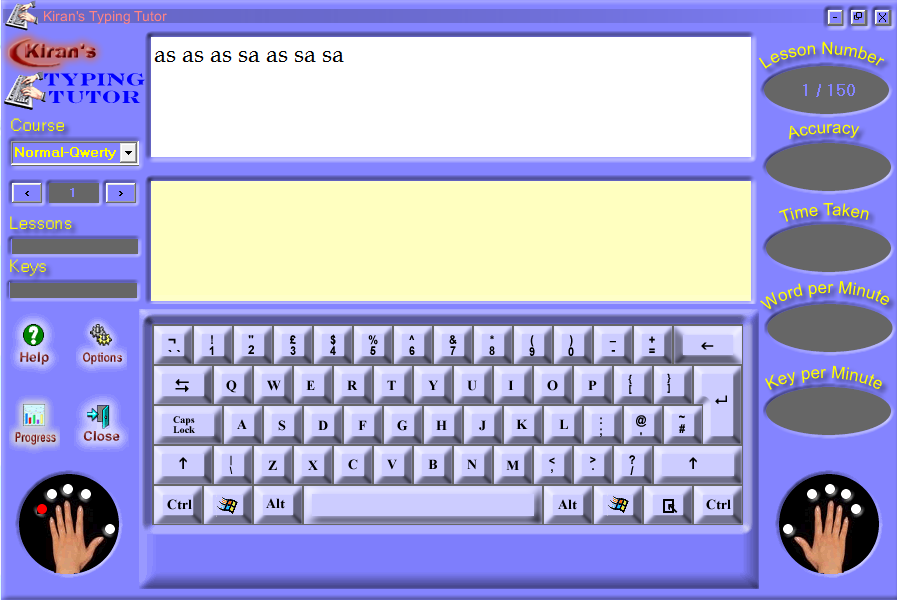 Kiran's Typing Tutor
Kiran's
TYPING
TUTOR
Course
Normal-Qwerty
< 1 >
Lessons
Keys
Help
Options
Progress
Close
as as as sa as sa sa
¬ ! " £ $ % ^ & * ( ) _ +
` 1 2 3 4 5 6 7 8 9 0 - = ←
Q W E R T Y U I O P { }
[ ]
Caps Lock A S D F G H J K L : @ ~
; ' #
↑ | Z X C V B N M < > ? ↑
\ , . /
Ctrl Alt Alt Ctrl
Lesson Number
1 / 150
Accuracy
Time Taken
Word per Minute
Key per Minute